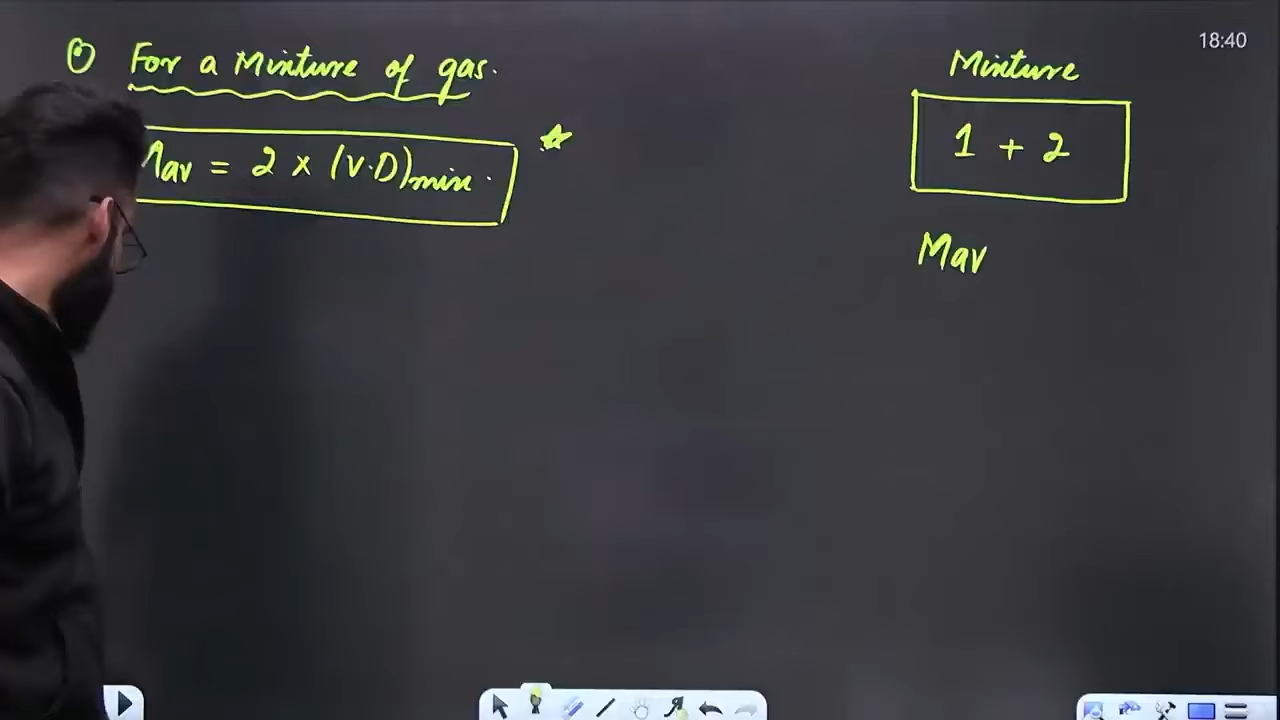 For a Mixture of gas.
Mav = 2 × (V.D)mix.
18:40
Mixture
1 + 2
Mav